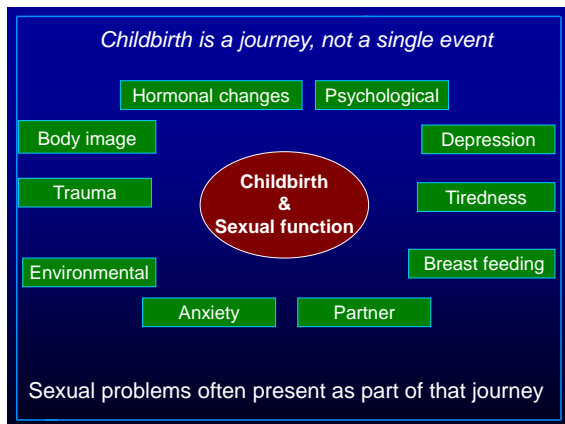 Childbirth is a journey, not a single event
Hormonal changes
Psychological
Body image
Depression
Trauma
Childbirth
&
Sexual function
Tiredness
Environmental
Breast feeding
Anxiety
Partner
Sexual problems often present as part of that journey